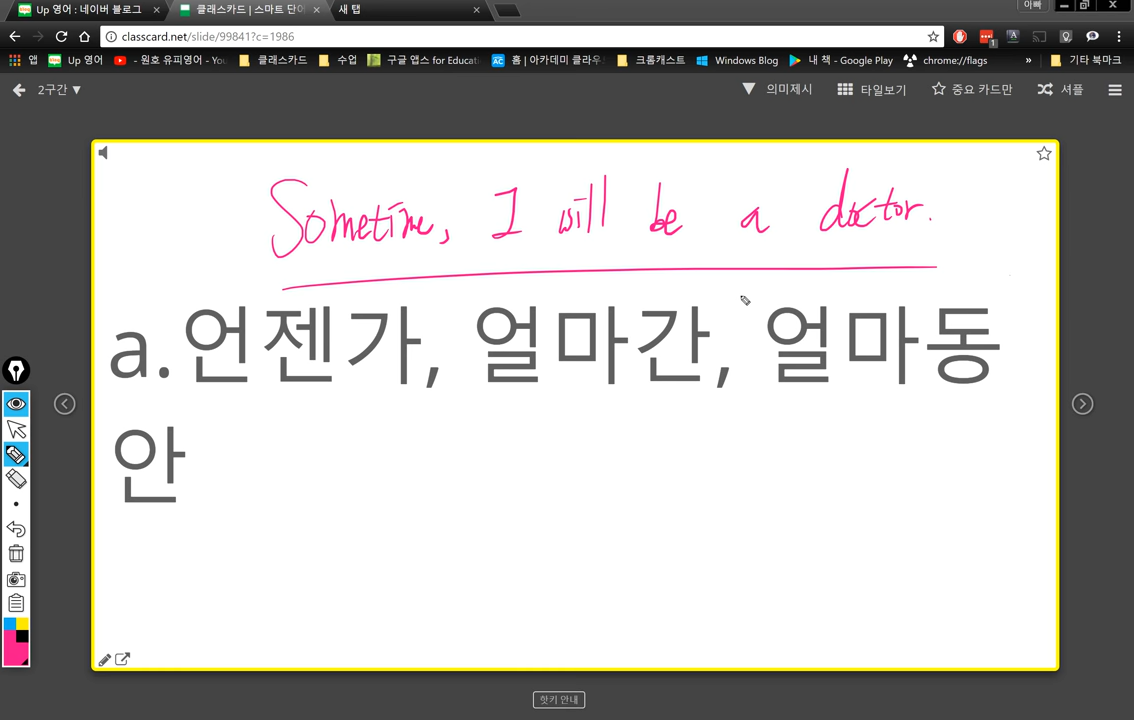 Up 영어 : 네이버 블로그
클래스카드 | 스마트 단어
새 탭
아빠
classcard.net/slide/99841?c=1986
1
A
앱
Up 영어
- 원호 유피영어 - You
클래스카드
수업
구글 앱스 for Educati
AC
홈 | 아카데미 클라우
크롬캐스트
Windows Blog
내 책 - Google Play
chrome://flags
»
기타 북마크
2구간 ▼
의미제시
타일보기
중요 카드만
셔플
Sometime, I will be a doctor.
a.언젠가, 얼마간, 얼마동
안
핫키 안내